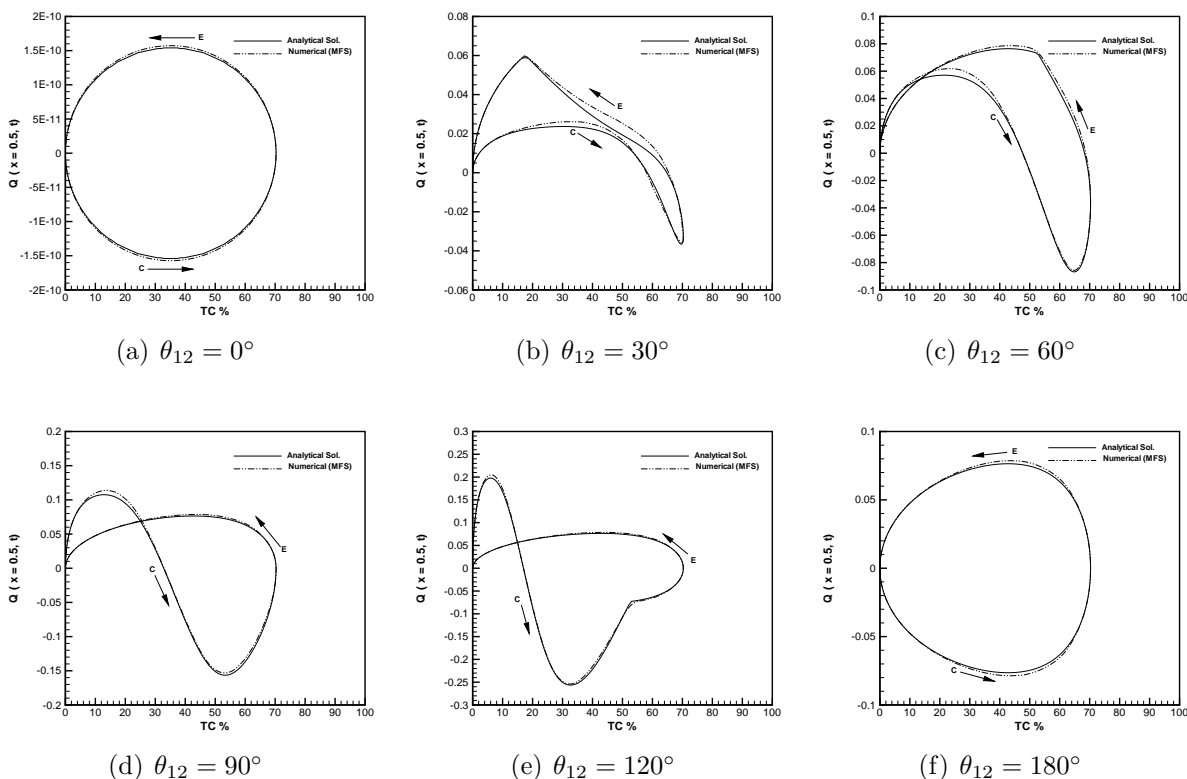 2E-10
1.5E-10
1E-10
5E-11
0
-5E-11
-1E-10
-1.5E-10
-2E-10
Q ( x = 0.5, t)
E
Analytical Sol.
Numerical (MFS)
C
0 10 20 30 40 50 60 70 80 90 100
TC %
(a) θ12 = 0°
0.08
0.06
0.04
0.02
0
-0.02
-0.04
-0.06
Q ( x = 0.5, t)
Analytical Sol.
Numerical (MFS)
E
C
0 10 20 30 40 50 60 70 80 90 100
TC %
(b) θ12 = 30°
0.1
0.08
0.06
0.04
0.02
0
-0.02
-0.04
-0.06
-0.08
-0.1
Q ( x = 0.5, t)
Analytical Sol.
Numerical (MFS)
C
E
0 10 20 30 40 50 60 70 80 90 100
TC %
(c) θ12 = 60°
0.2
0.15
0.1
0.05
0
-0.05
-0.1
-0.15
-0.2
Q ( x = 0.5, t)
Analytical Sol.
Numerical (MFS)
E
C
0 10 20 30 40 50 60 70 80 90 100
TC %
(d) θ12 = 90°
0.3
0.25
0.2
0.15
0.1
0.05
0
-0.05
-0.1
-0.15
-0.2
-0.25
-0.3
Q ( x = 0.5, t)
Analytical Sol.
Numerical (MFS)
E
C
0 10 20 30 40 50 60 70 80 90 100
TC %
(e) θ12 = 120°
0.1
0.05
0
-0.05
-0.1
Q ( x = 0.5, t)
Analytical Sol.
E
Numerical (MFS)
C
0 10 20 30 40 50 60 70 80 90 100
TC %
(f) θ12 = 180°